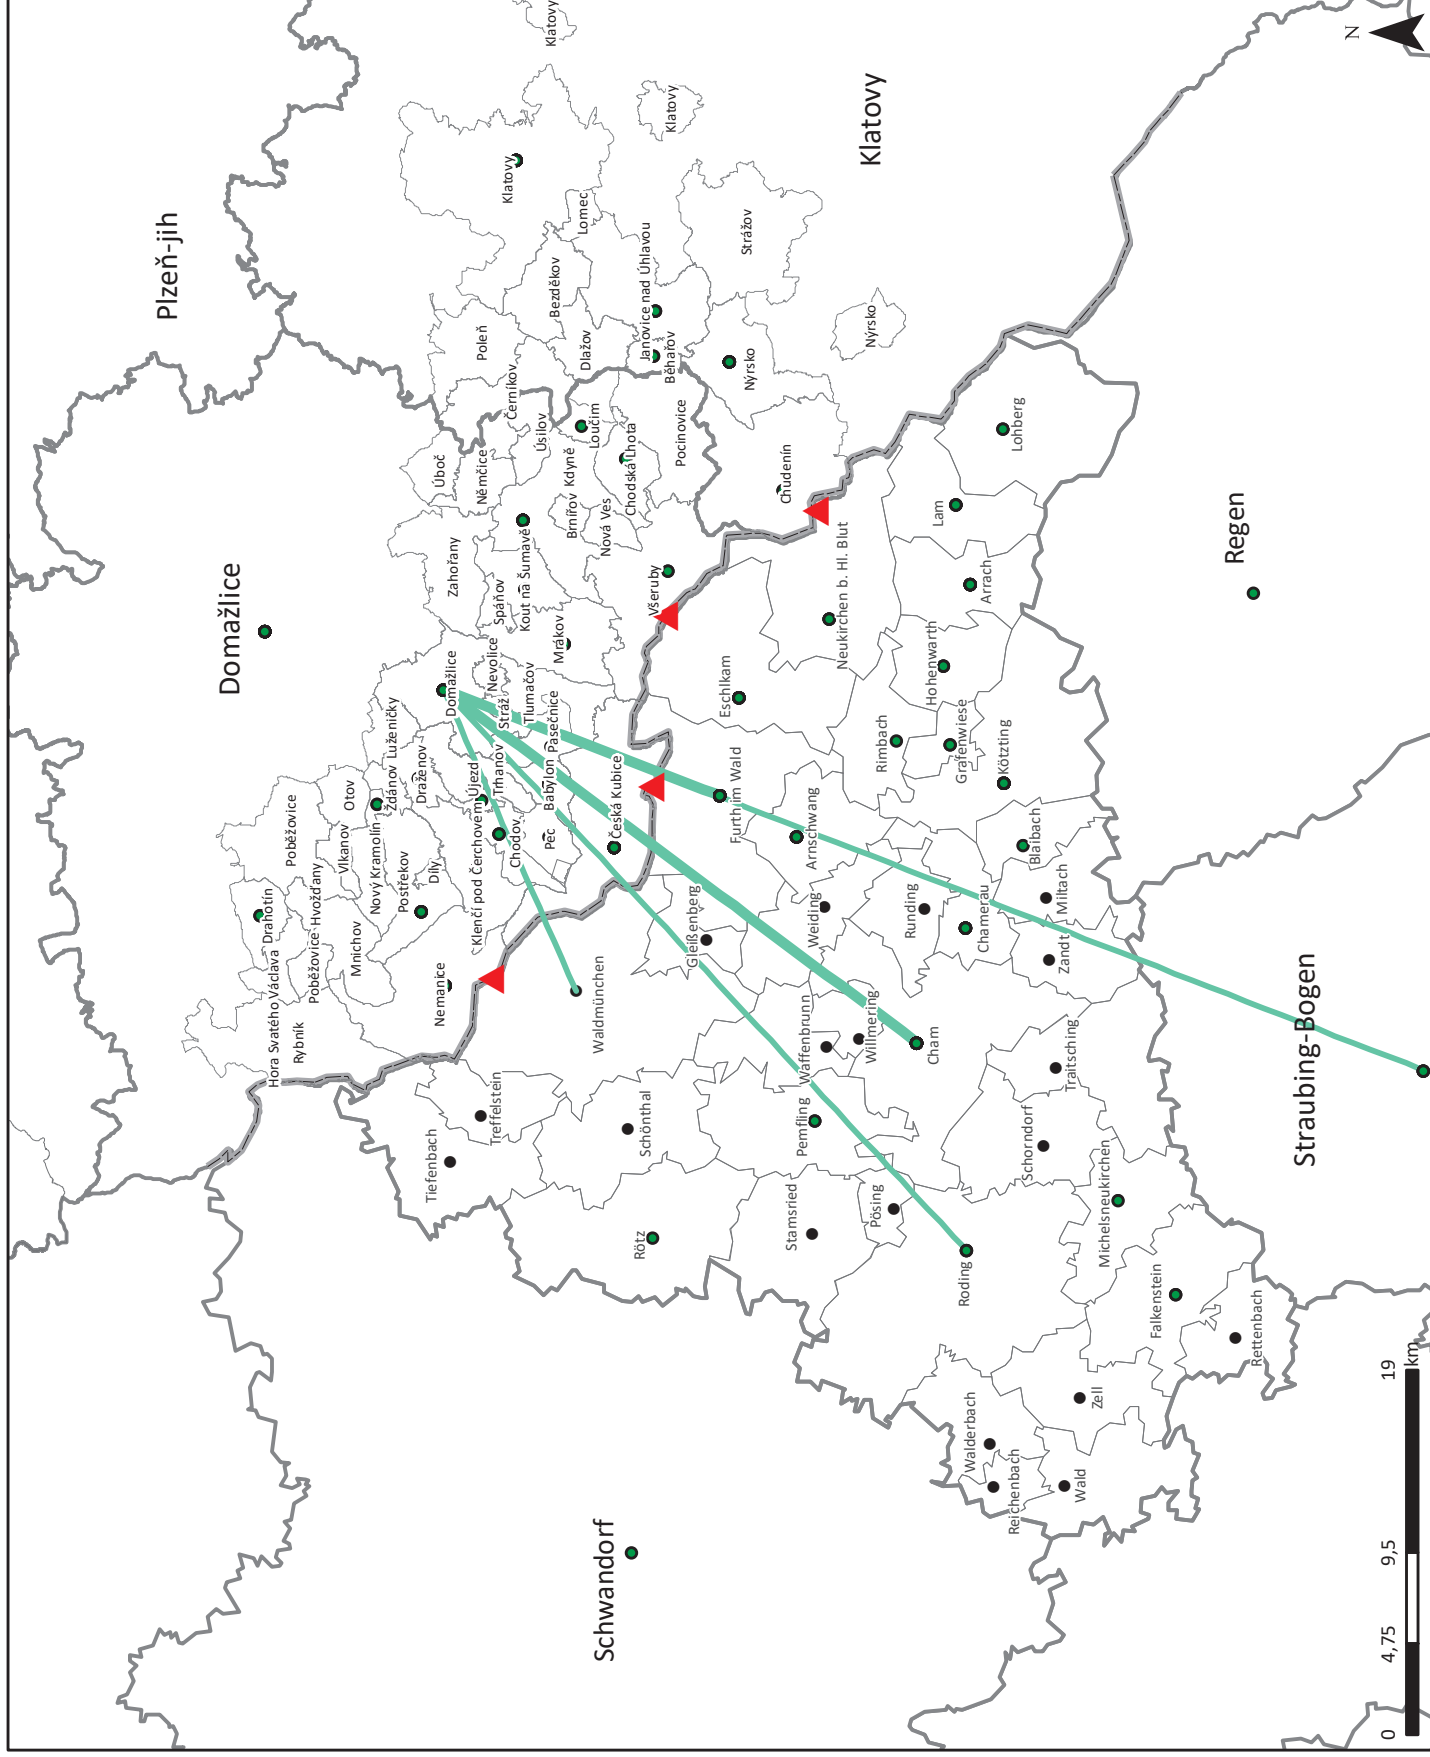 Plzeň-jih
Domažlice
Klatovy
Regen
Straubing-Bogen
Schwandorf
N
Klatovy
Klatovy
Klatovy
Lomec
Strážov
Bezděkov
Janovice nad Úhlavou
Poleň
Dlažov
Běhařov
Nýrsko
Nýrsko
Černíkov
Úsilov
Loučim
Úboč
Němčice
Kdyně
Chodská Lhota
Pocinovice
Chudenín
Brnířov
Nová Ves
Zahořany
Spáňov
Kout na Šumavě
Všeruby
Mrákov
Domažlice
Nevolice
Stráž
Tlumačov
Pasečnice
Luženičky
Ždánov
Draženov
Újezd
Trhanov
Babylon
Česká Kubice
Otov
Poběžovice
Vlkanov
Nový Kramolín
Postřekov
Díly
Klenčí pod Čerchovem
Chodov
Pec
Drahotín
Hvožďany
Poběžovice
Mnichov
Nemanice
Hora Svatého Václava
Rybník
Lohberg
Lam
Arrach
Neukirchen b. Hl. Blut
Hohenwarth
Eschlkam
Rimbach
Grafenwiese
Kötzting
Furth im Wald
Arnschwang
Blaibach
Miltach
Zandt
Chamerau
Runding
Weiding
Gleißenberg
Waldmünchen
Waffenbrunn
Willmering
Cham
Traitsching
Schorndorf
Michelsneukirchen
Pemfling
Schönthal
Treffelstein
Tiefenbach
Rötz
Stamsried
Pösing
Roding
Falkenstein
Rettenbach
Zell
Walderbach
Reichenbach
Wald
0 4,75 9,5 19
km